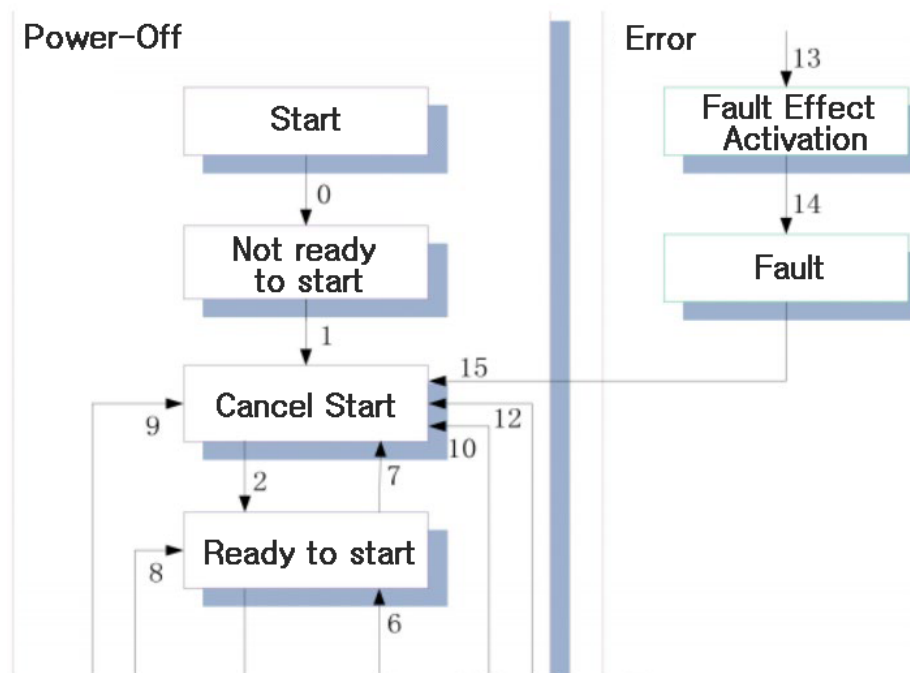 Power-Off
Start
0
Not ready
to start
1
Cancel Start
9
15
12
10
2
7
Ready to start
8
6
Error
13
Fault Effect
Activation
14
Fault